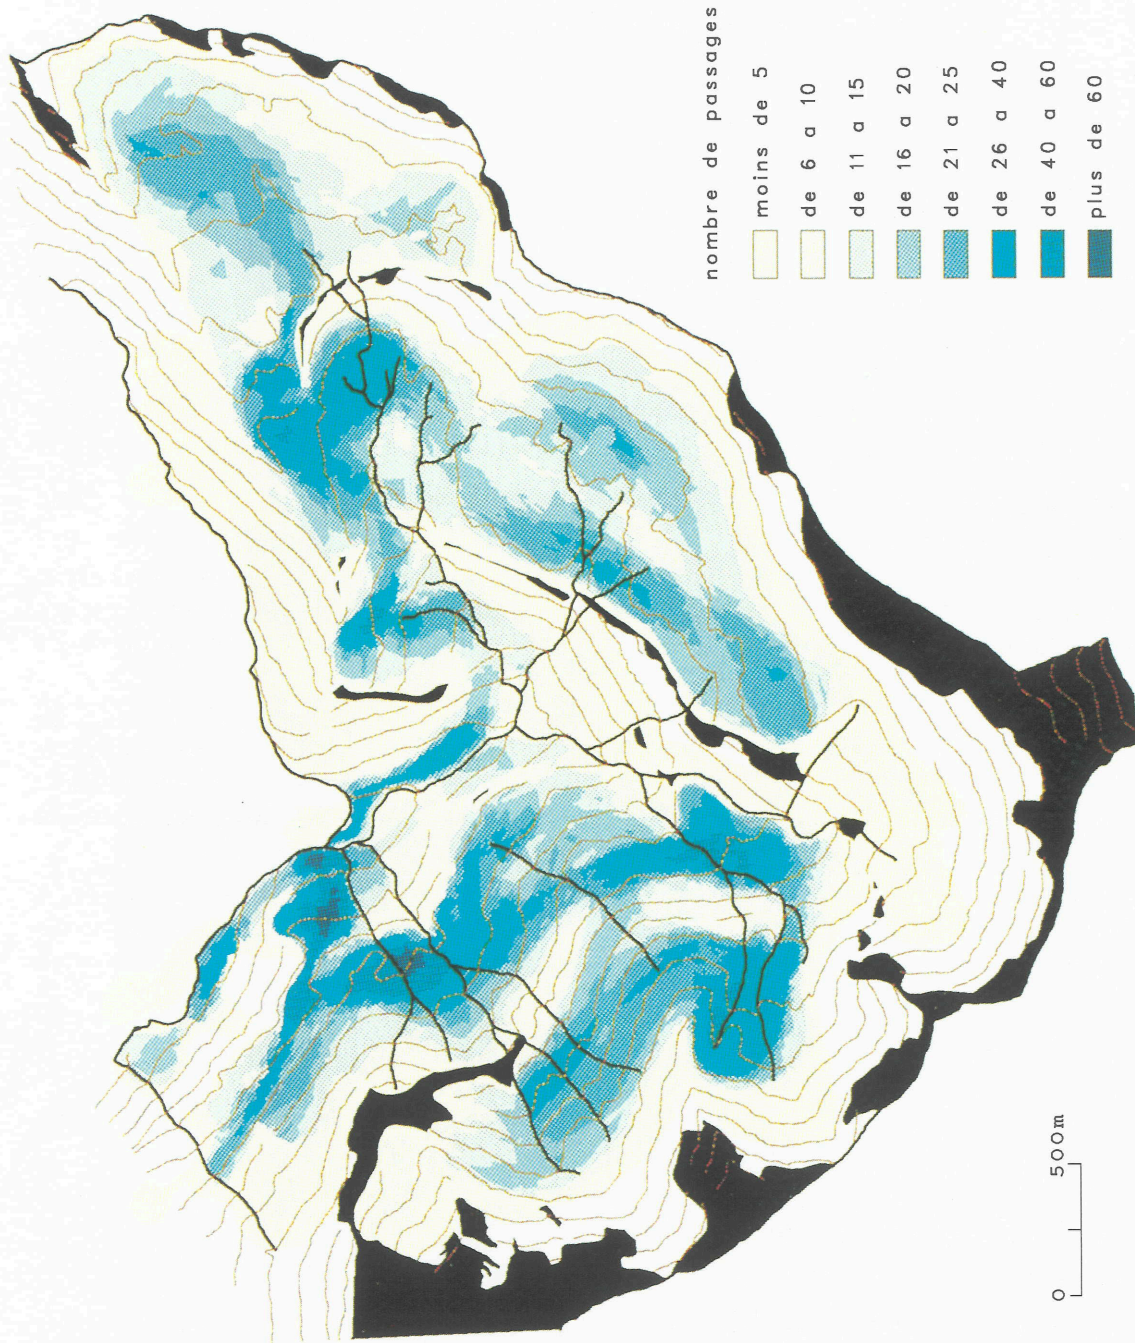 nombre de passages
moins de 5
de 6 a 10
de 11 a 15
de 16 a 20
de 21 a 25
de 26 a 40
de 40 a 60
plus de 60
0 500m